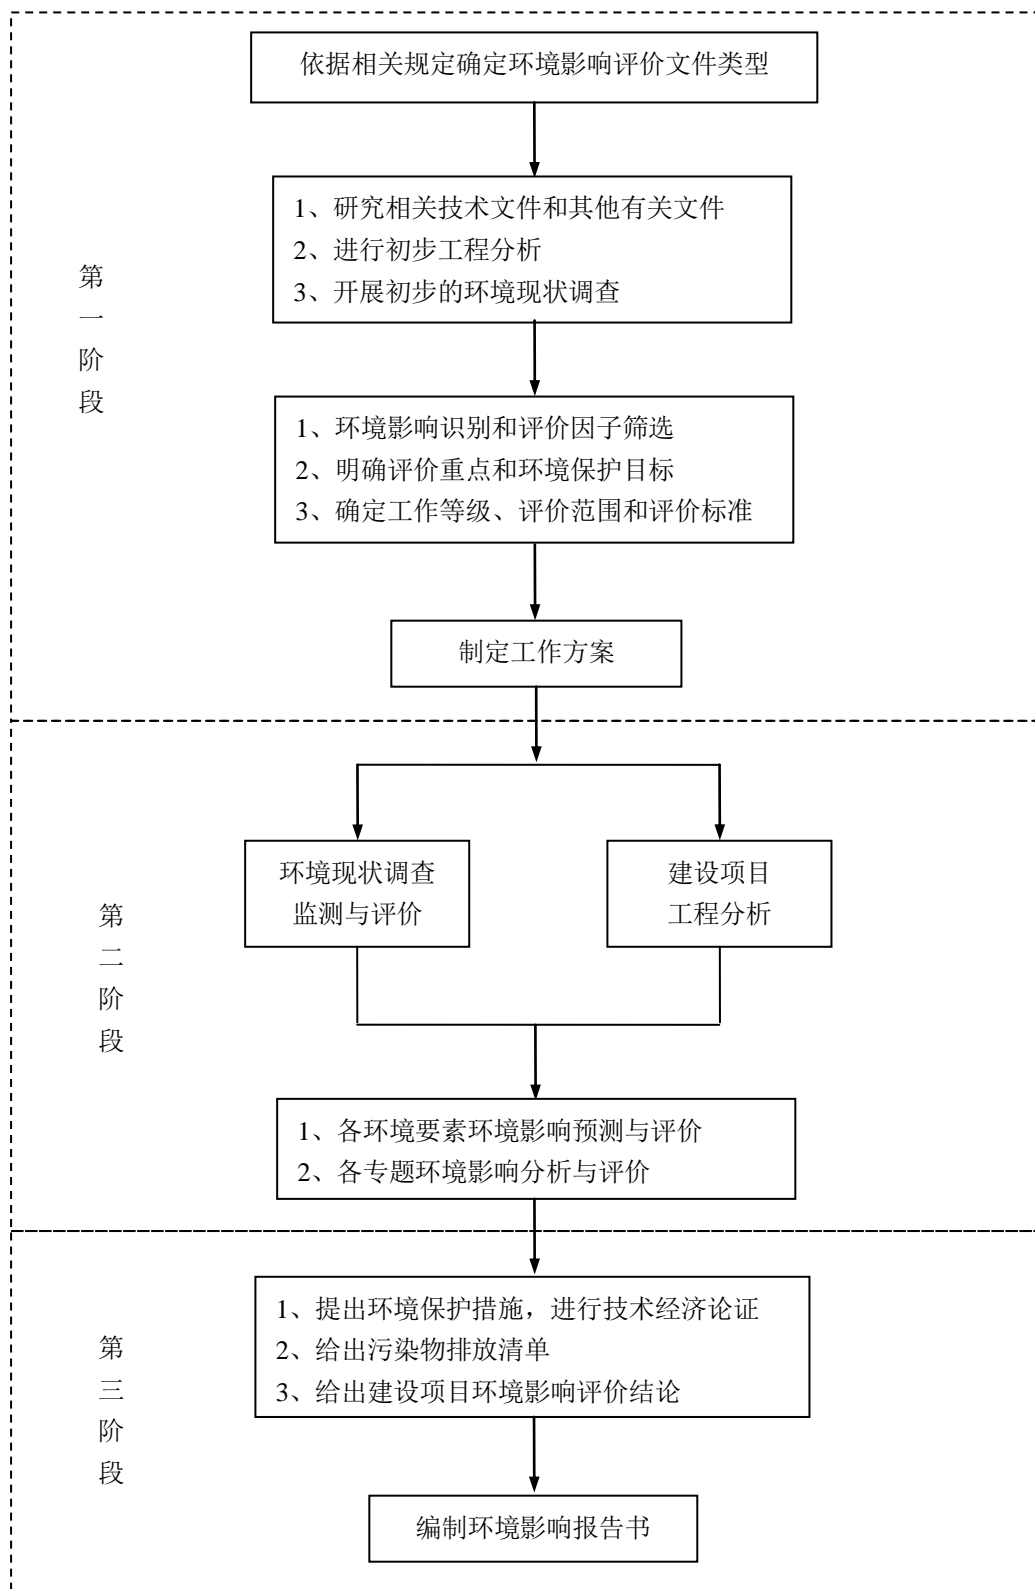 依据相关规定确定环境影响评价文件类型
1、研究相关技术文件和其他有关文件
2、进行初步工程分析
3、开展初步的环境现状调查
第
一
阶
段
1、环境影响识别和评价因子筛选
2、明确评价重点和环境保护目标
3、确定工作等级、评价范围和评价标准
制定工作方案
环境现状调查
监测与评价
建设项目
工程分析
第
二
阶
段
1、各环境要素环境影响预测与评价
2、各专题环境影响分析与评价
1、提出环境保护措施，进行技术经济论证
2、给出污染物排放清单
3、给出建设项目环境影响评价结论
第
三
阶
段
编制环境影响报告书